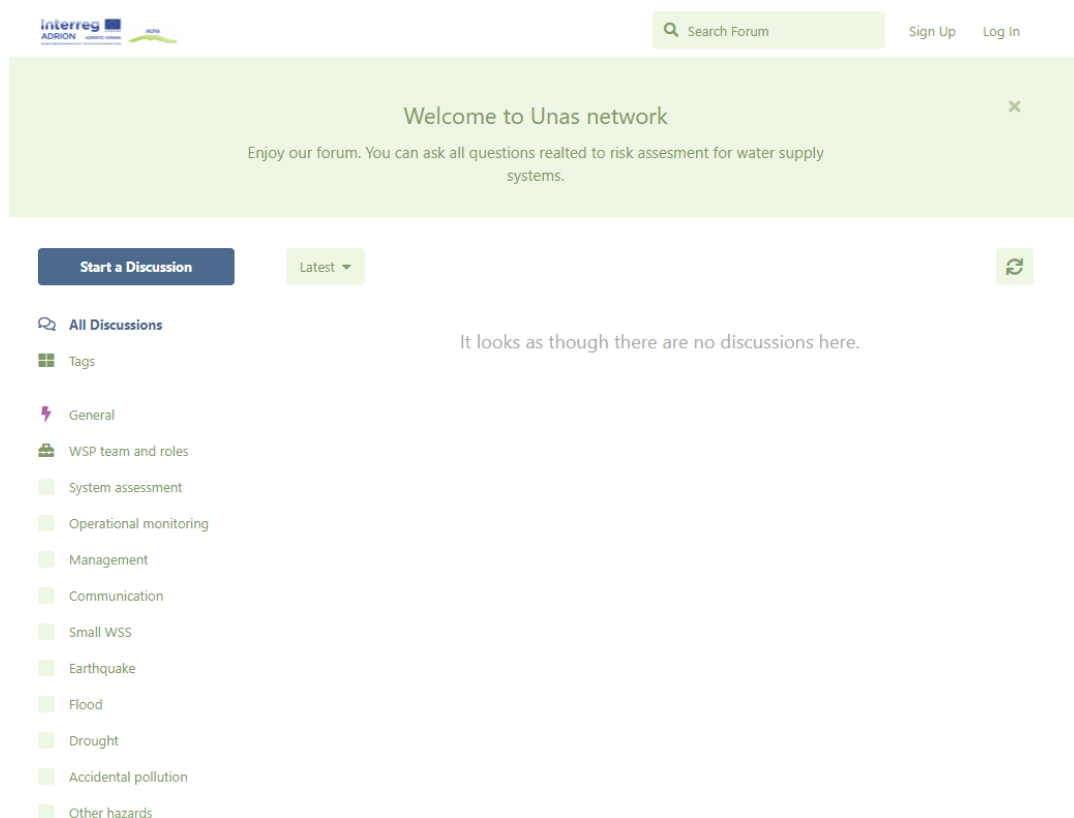 Interreg
ADRION ADRIATIC-IONIAN
MUHA
Search Forum
Sign Up
Log In
Welcome to Unas network
Enjoy our forum. You can ask all questions realted to risk assesment for water supply
systems.
Start a Discussion
Latest
All Discussions
It looks as though there are no discussions here.
Tags
General
WSP team and roles
System assessment
Operational monitoring
Management
Communication
Small WSS
Earthquake
Flood
Drought
Accidental pollution
Other hazards